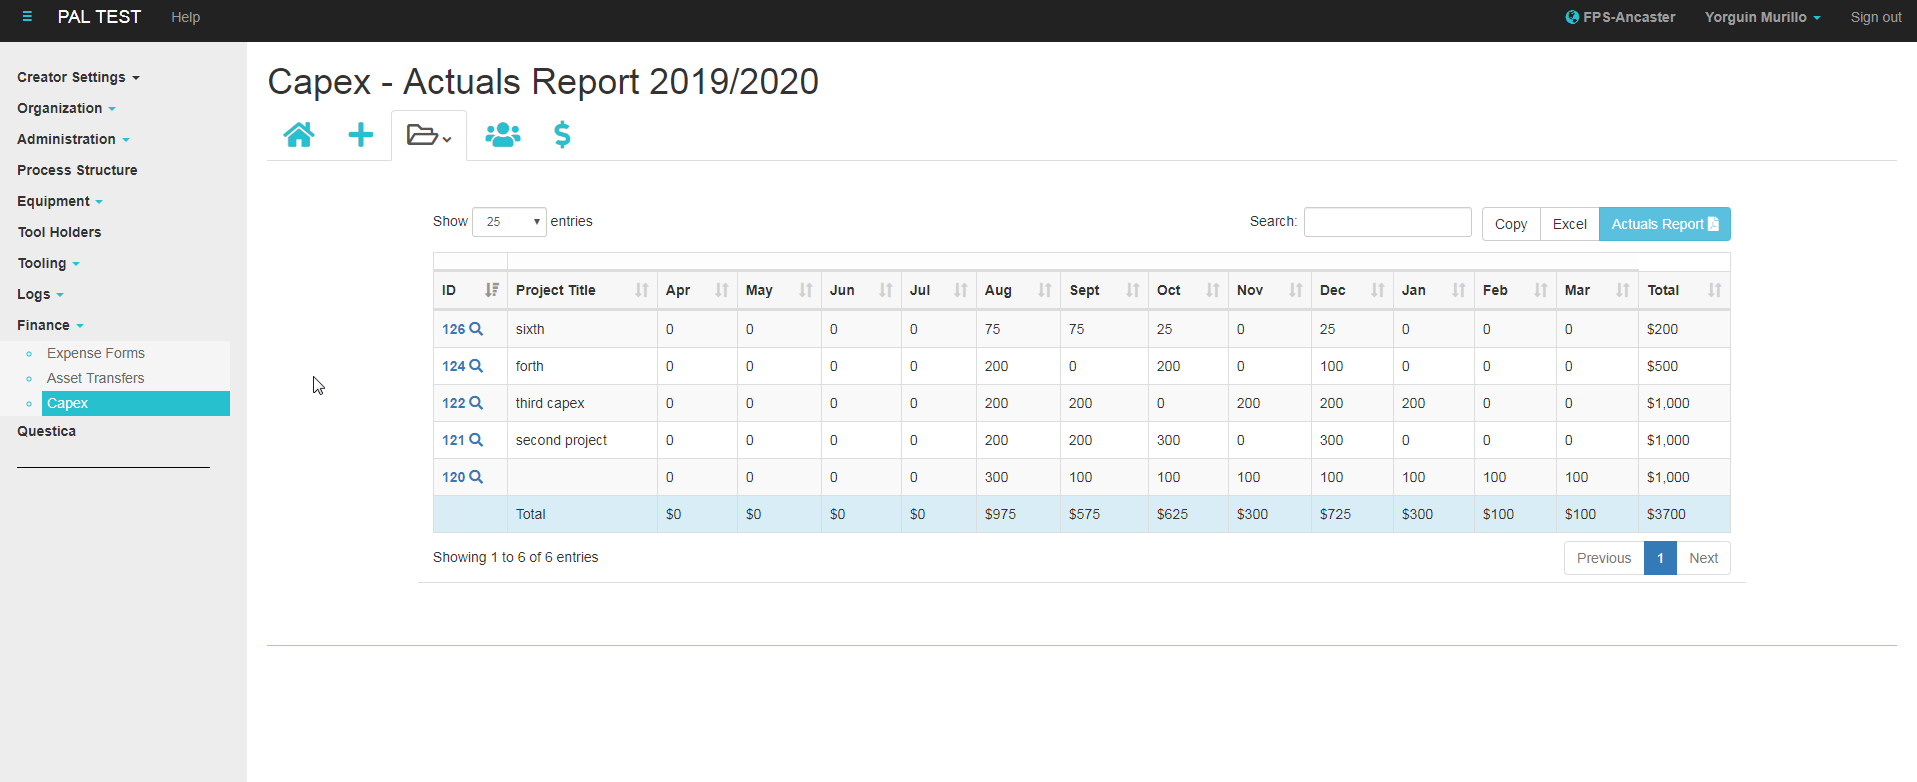 PAL TEST Help FPS-Ancaster Yorguin Murillo Sign out
Creator Settings
Organization
Administration
Process Structure
Equipment
Tool Holders
Tooling
Logs
Finance
Expense Forms
Asset Transfers
Capex
Questica
Capex - Actuals Report 2019/2020
Show 25 entries Search: Copy Excel Actuals Report
ID Project Title Apr May Jun Jul Aug Sept Oct Nov Dec Jan Feb Mar Total
126 sixth 0 0 0 0 75 75 25 0 25 0 0 0 $200
124 forth 0 0 0 0 200 0 200 0 100 0 0 0 $500
122 third capex 0 0 0 0 200 200 0 200 200 200 0 0 $1,000
121 second project 0 0 0 0 200 200 300 0 300 0 0 0 $1,000
120 0 0 0 0 300 100 100 100 100 100 100 100 $1,000
Total $0 $0 $0 $0 $975 $575 $625 $300 $725 $300 $100 $100 $3700
Showing 1 to 6 of 6 entries Previous 1 Next